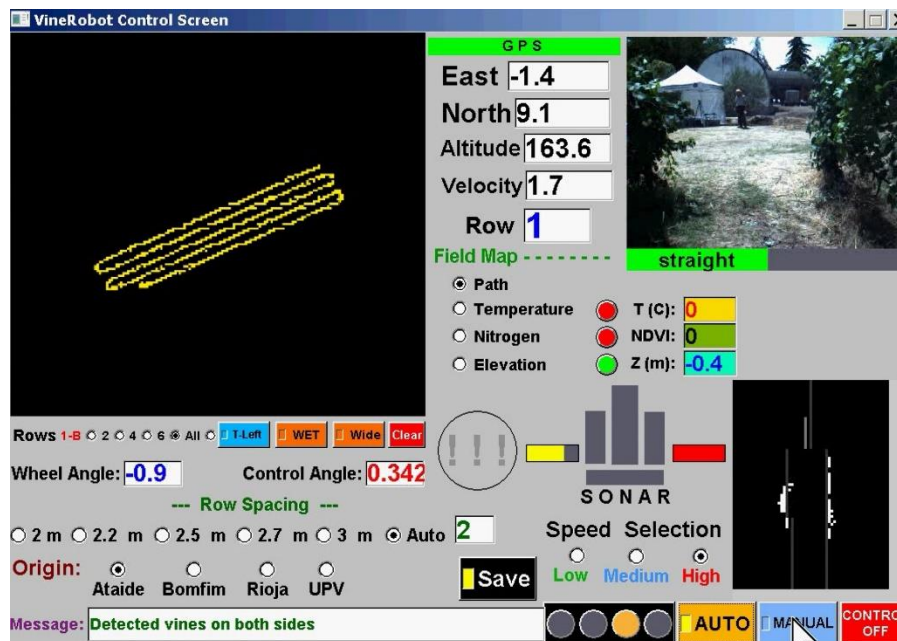 VineRobot Control Screen
GPS
East -1.4
North 9.1
Altitude 163.6
Velocity 1.7
Row 1
straight
Field Map - - - - - - - -
Path
Temperature T (C): 0
Nitrogen NDVI: 0
Elevation Z (m): -0.4
Rows 1-B 2 4 6 All T-Left WET Wide Clear
Wheel Angle: -0.9 Control Angle: 0.342
!!!
SONAR
--- Row Spacing ---
2 m 2.2 m 2.5 m 2.7 m 3 m Auto 2
Speed Selection
Low Medium High
Origin:
Ataide Bomfim Rioja UPV
Save
Message: Detected vines on both sides
AUTO MANUAL CONTRO
OFF